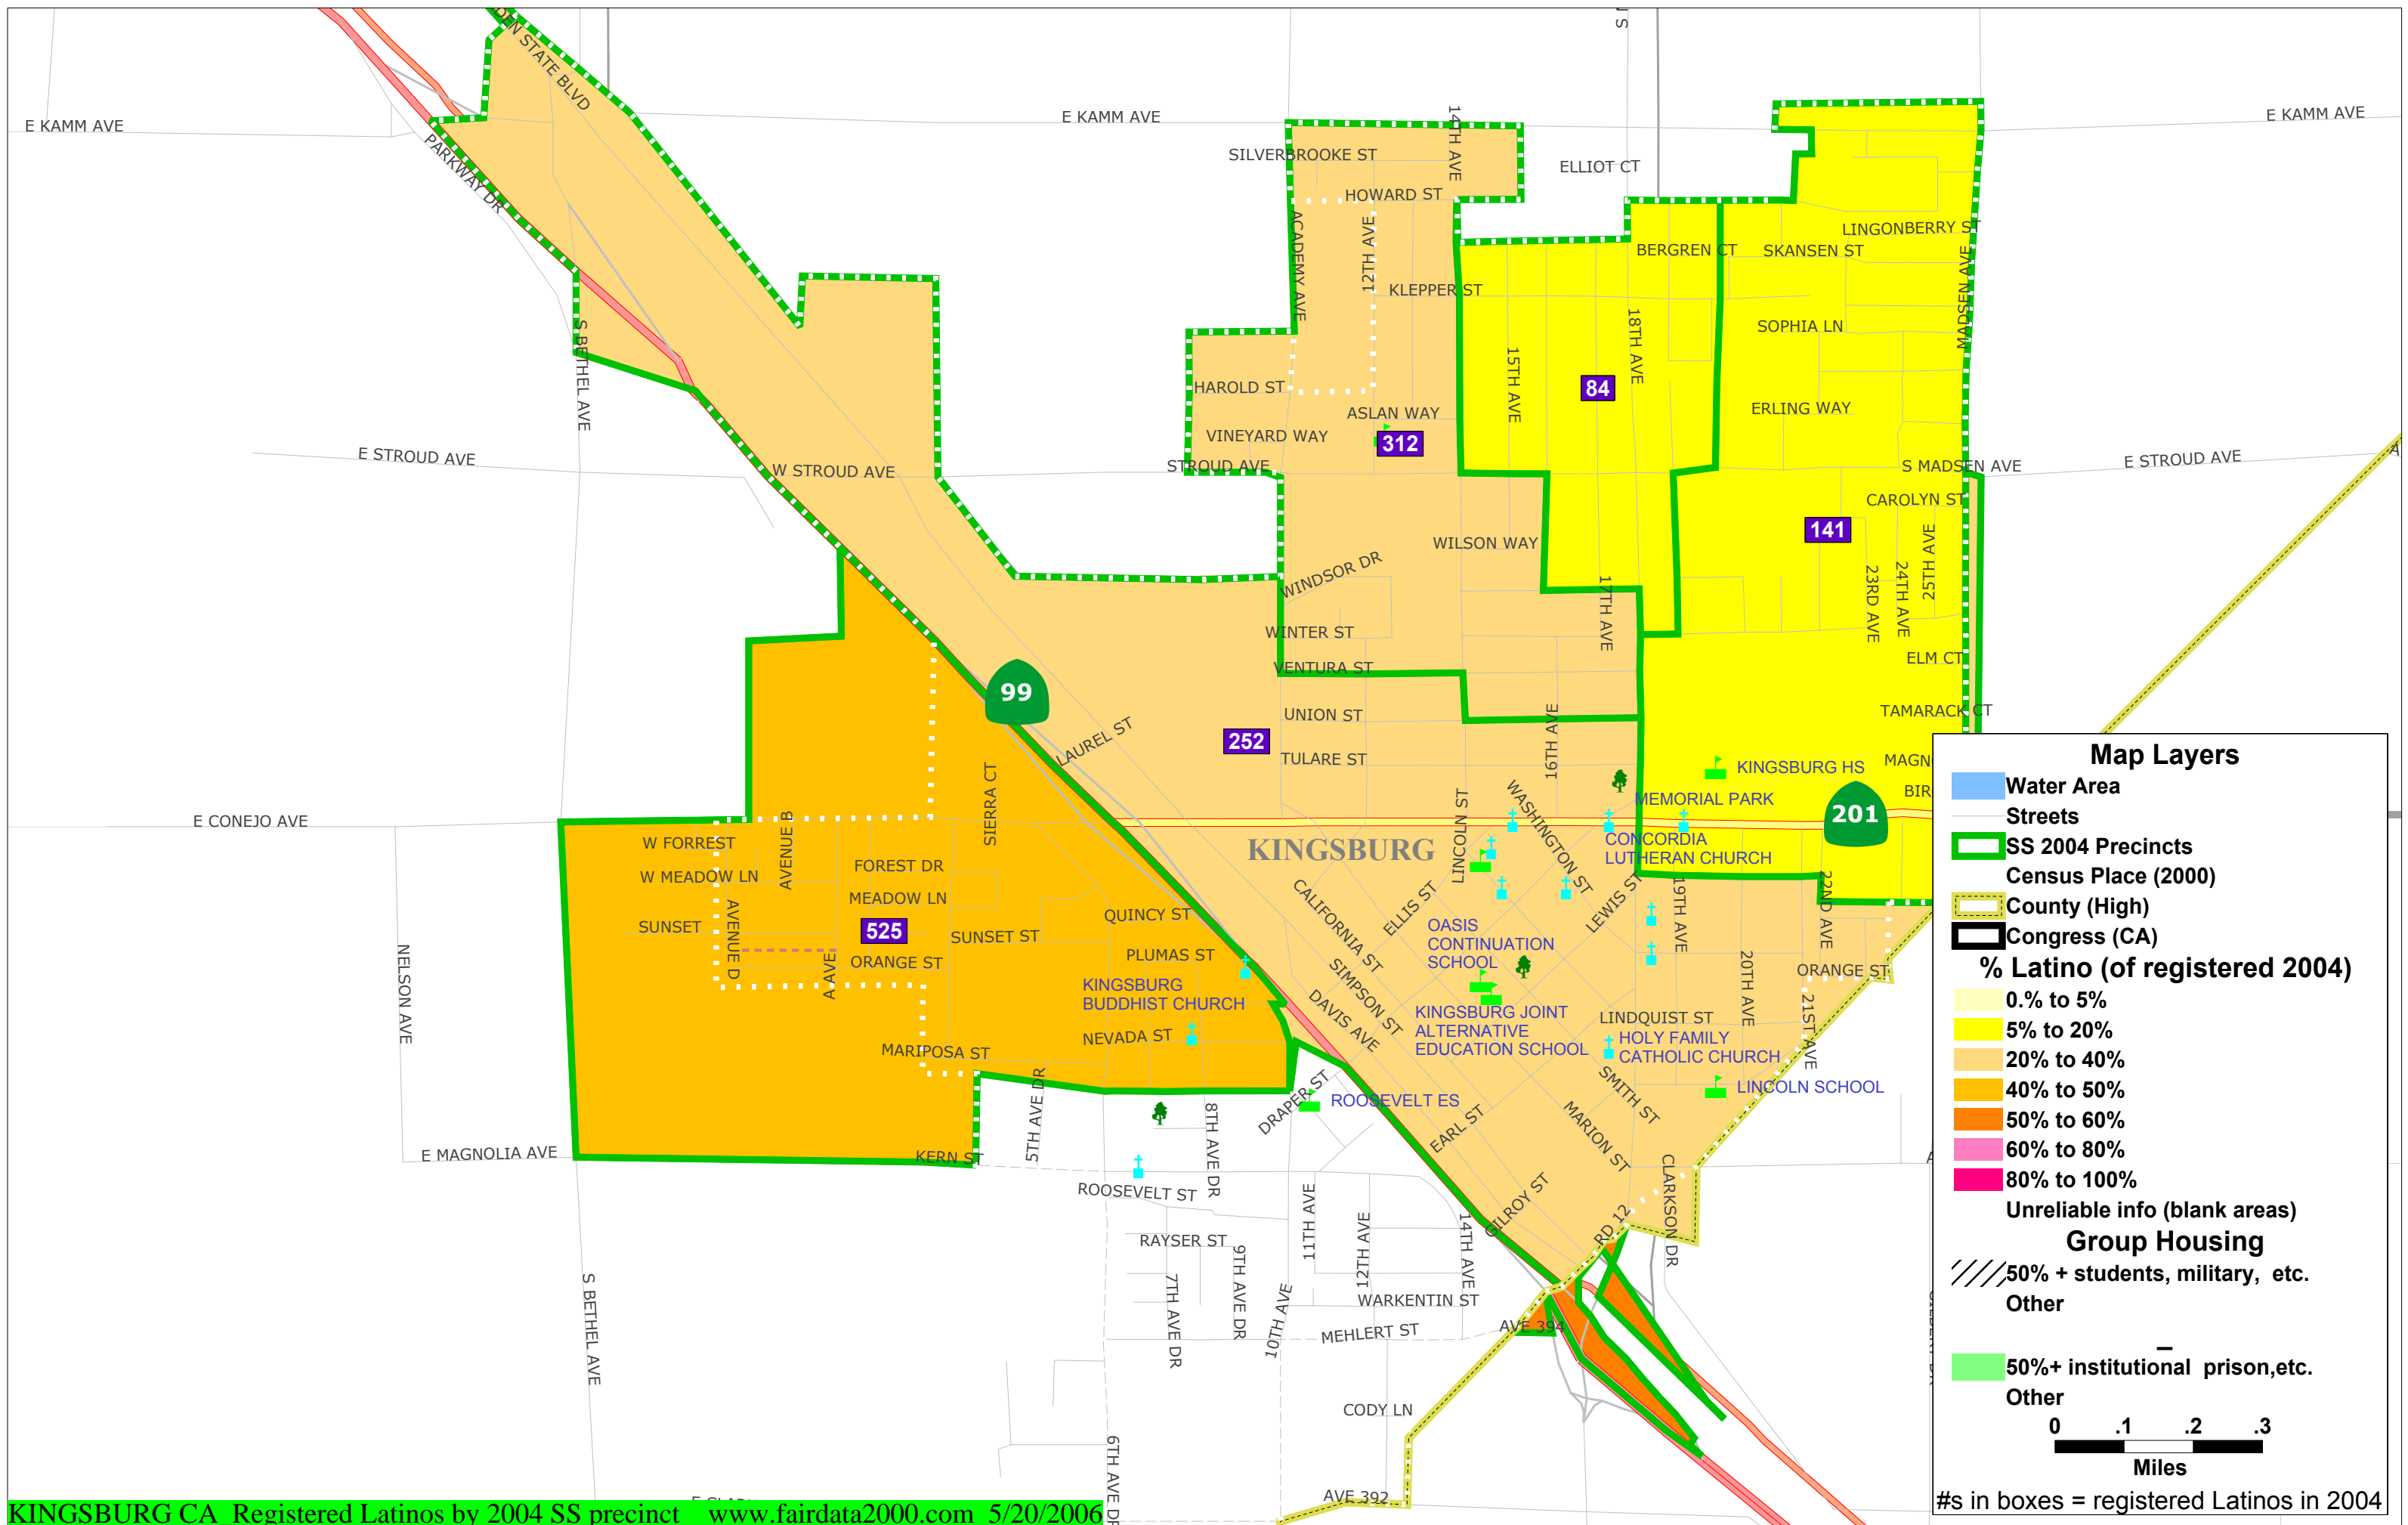 DEN STATE BLVD
S
E KAMM AVE
E KAMM AVE
E KAMM AVE
PARKWAY DR
14TH AVE
SILVERBROOKE ST
ELLIOT CT
HOWARD ST
ACADEMY AVE
12TH AVE
LINGONBERRY ST
BERGREN CT
SKANSEN ST
MADSEN AVE
KLEPPER ST
S BETHEL AVE
18TH AVE
SOPHIA LN
15TH AVE
84
HAROLD ST
ASLAN WAY
ERLING WAY
VINEYARD WAY
312
E STROUD AVE
W STROUD AVE
STROUD AVE
S MADSEN AVE
E STROUD AVE
A
CAROLYN ST
141
WILSON WAY
25TH AVE
WINDSOR DR
17TH AVE
23RD AVE
24TH AVE
WINTER ST
VENTURA ST
ELM CT
99
UNION ST
16TH AVE
TAMARACK CT
LAUREL ST
252
TULARE ST
KINGSBURG HS
MAGN
SIERRA CT
LINCOLN ST
WASHINGTON ST
MEMORIAL PARK
BIR
201
E CONEJO AVE
AVENUE B
W FORREST
FOREST DR
KINGSBURG
CONCORDIA
LUTHERAN CHURCH
W MEADOW LN
MEADOW LN
CALIFORNIA ST
ELLIS ST
LEWIS ST
19TH AVE
22ND AVE
AVENUE D
QUINCY ST
SUNSET
525
SUNSET ST
OASIS
CONTINUATION
SCHOOL
NELSON AVE
A AVE
ORANGE ST
PLUMAS ST
SIMPSON ST
20TH AVE
ORANGE ST
KINGSBURG
BUDDHIST CHURCH
DAVIS AVE
KINGSBURG JOINT
ALTERNATIVE
EDUCATION SCHOOL
LINDQUIST ST
21ST AVE
NEVADA ST
HOLY FAMILY
CATHOLIC CHURCH
MARIPOSA ST
5TH AVE DR
DRAPER ST
ROOSEVELT ES
SMITH ST
LINCOLN SCHOOL
8TH AVE DR
EARL ST
MARION ST
E MAGNOLIA AVE
KERN ST
CLARKSON DR
A
ROOSEVELT ST
11TH AVE
12TH AVE
14TH AVE
GILROY ST
RD 12
RAYSER ST
9TH AVE DR
7TH AVE DR
S BETHEL AVE
10TH AVE
WARKENTIN ST
MEHLERT ST
AVE 394
CODY LN
6TH AVE DR
AVE 392
Map Layers
Water Area
Streets
SS 2004 Precincts
Census Place (2000)
County (High)
Congress (CA)
% Latino (of registered 2004)
0.% to 5%
5% to 20%
20% to 40%
40% to 50%
50% to 60%
60% to 80%
80% to 100%
Unreliable info (blank areas)
Group Housing
50% + students, military, etc.
Other
50%+ institutional prison,etc.
Other
0 .1 .2 .3
Miles
#s in boxes = registered Latinos in 2004
KINGSBURG CA Registered Latinos by 2004 SS precinct www.fairdata2000.com 5/20/2006